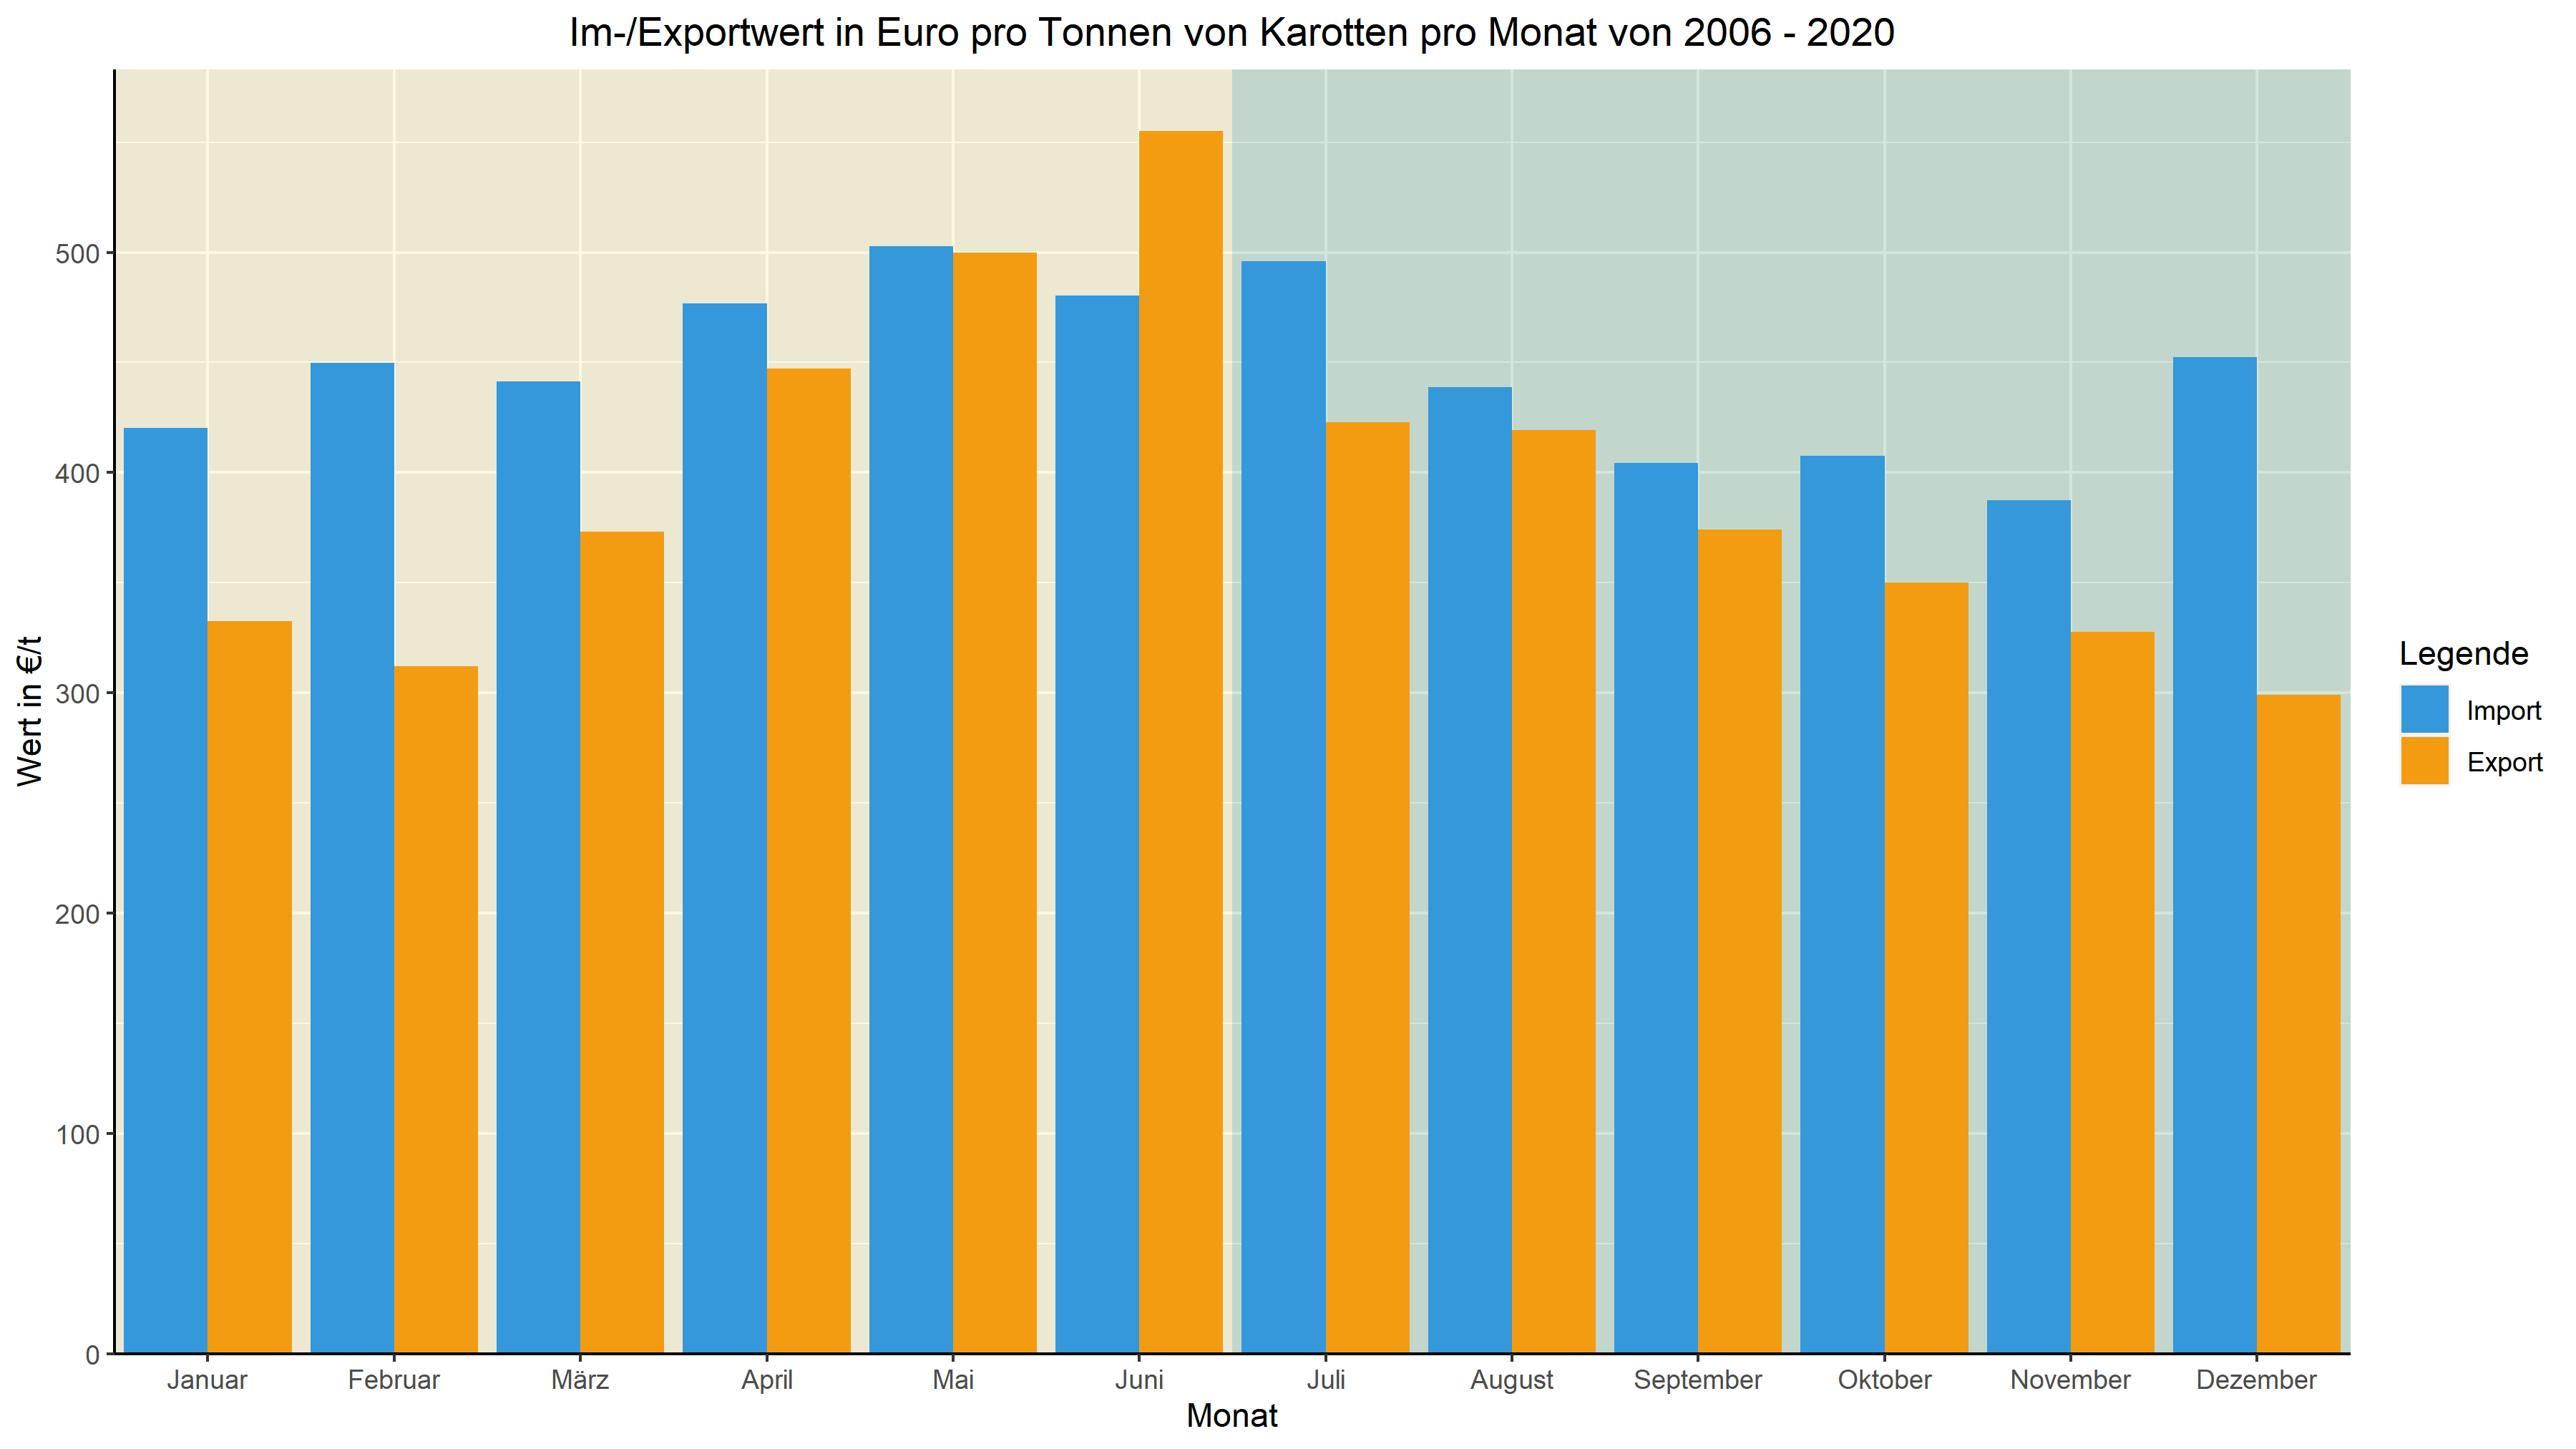 Im-/Exportwert in Euro pro Tonnen von Karotten pro Monat von 2006 - 2020
Wert in €/t
500
400
300
200
100
0
Januar Februar März April Mai Juni Juli August September Oktober November Dezember
Monat
Legende
Import
Export